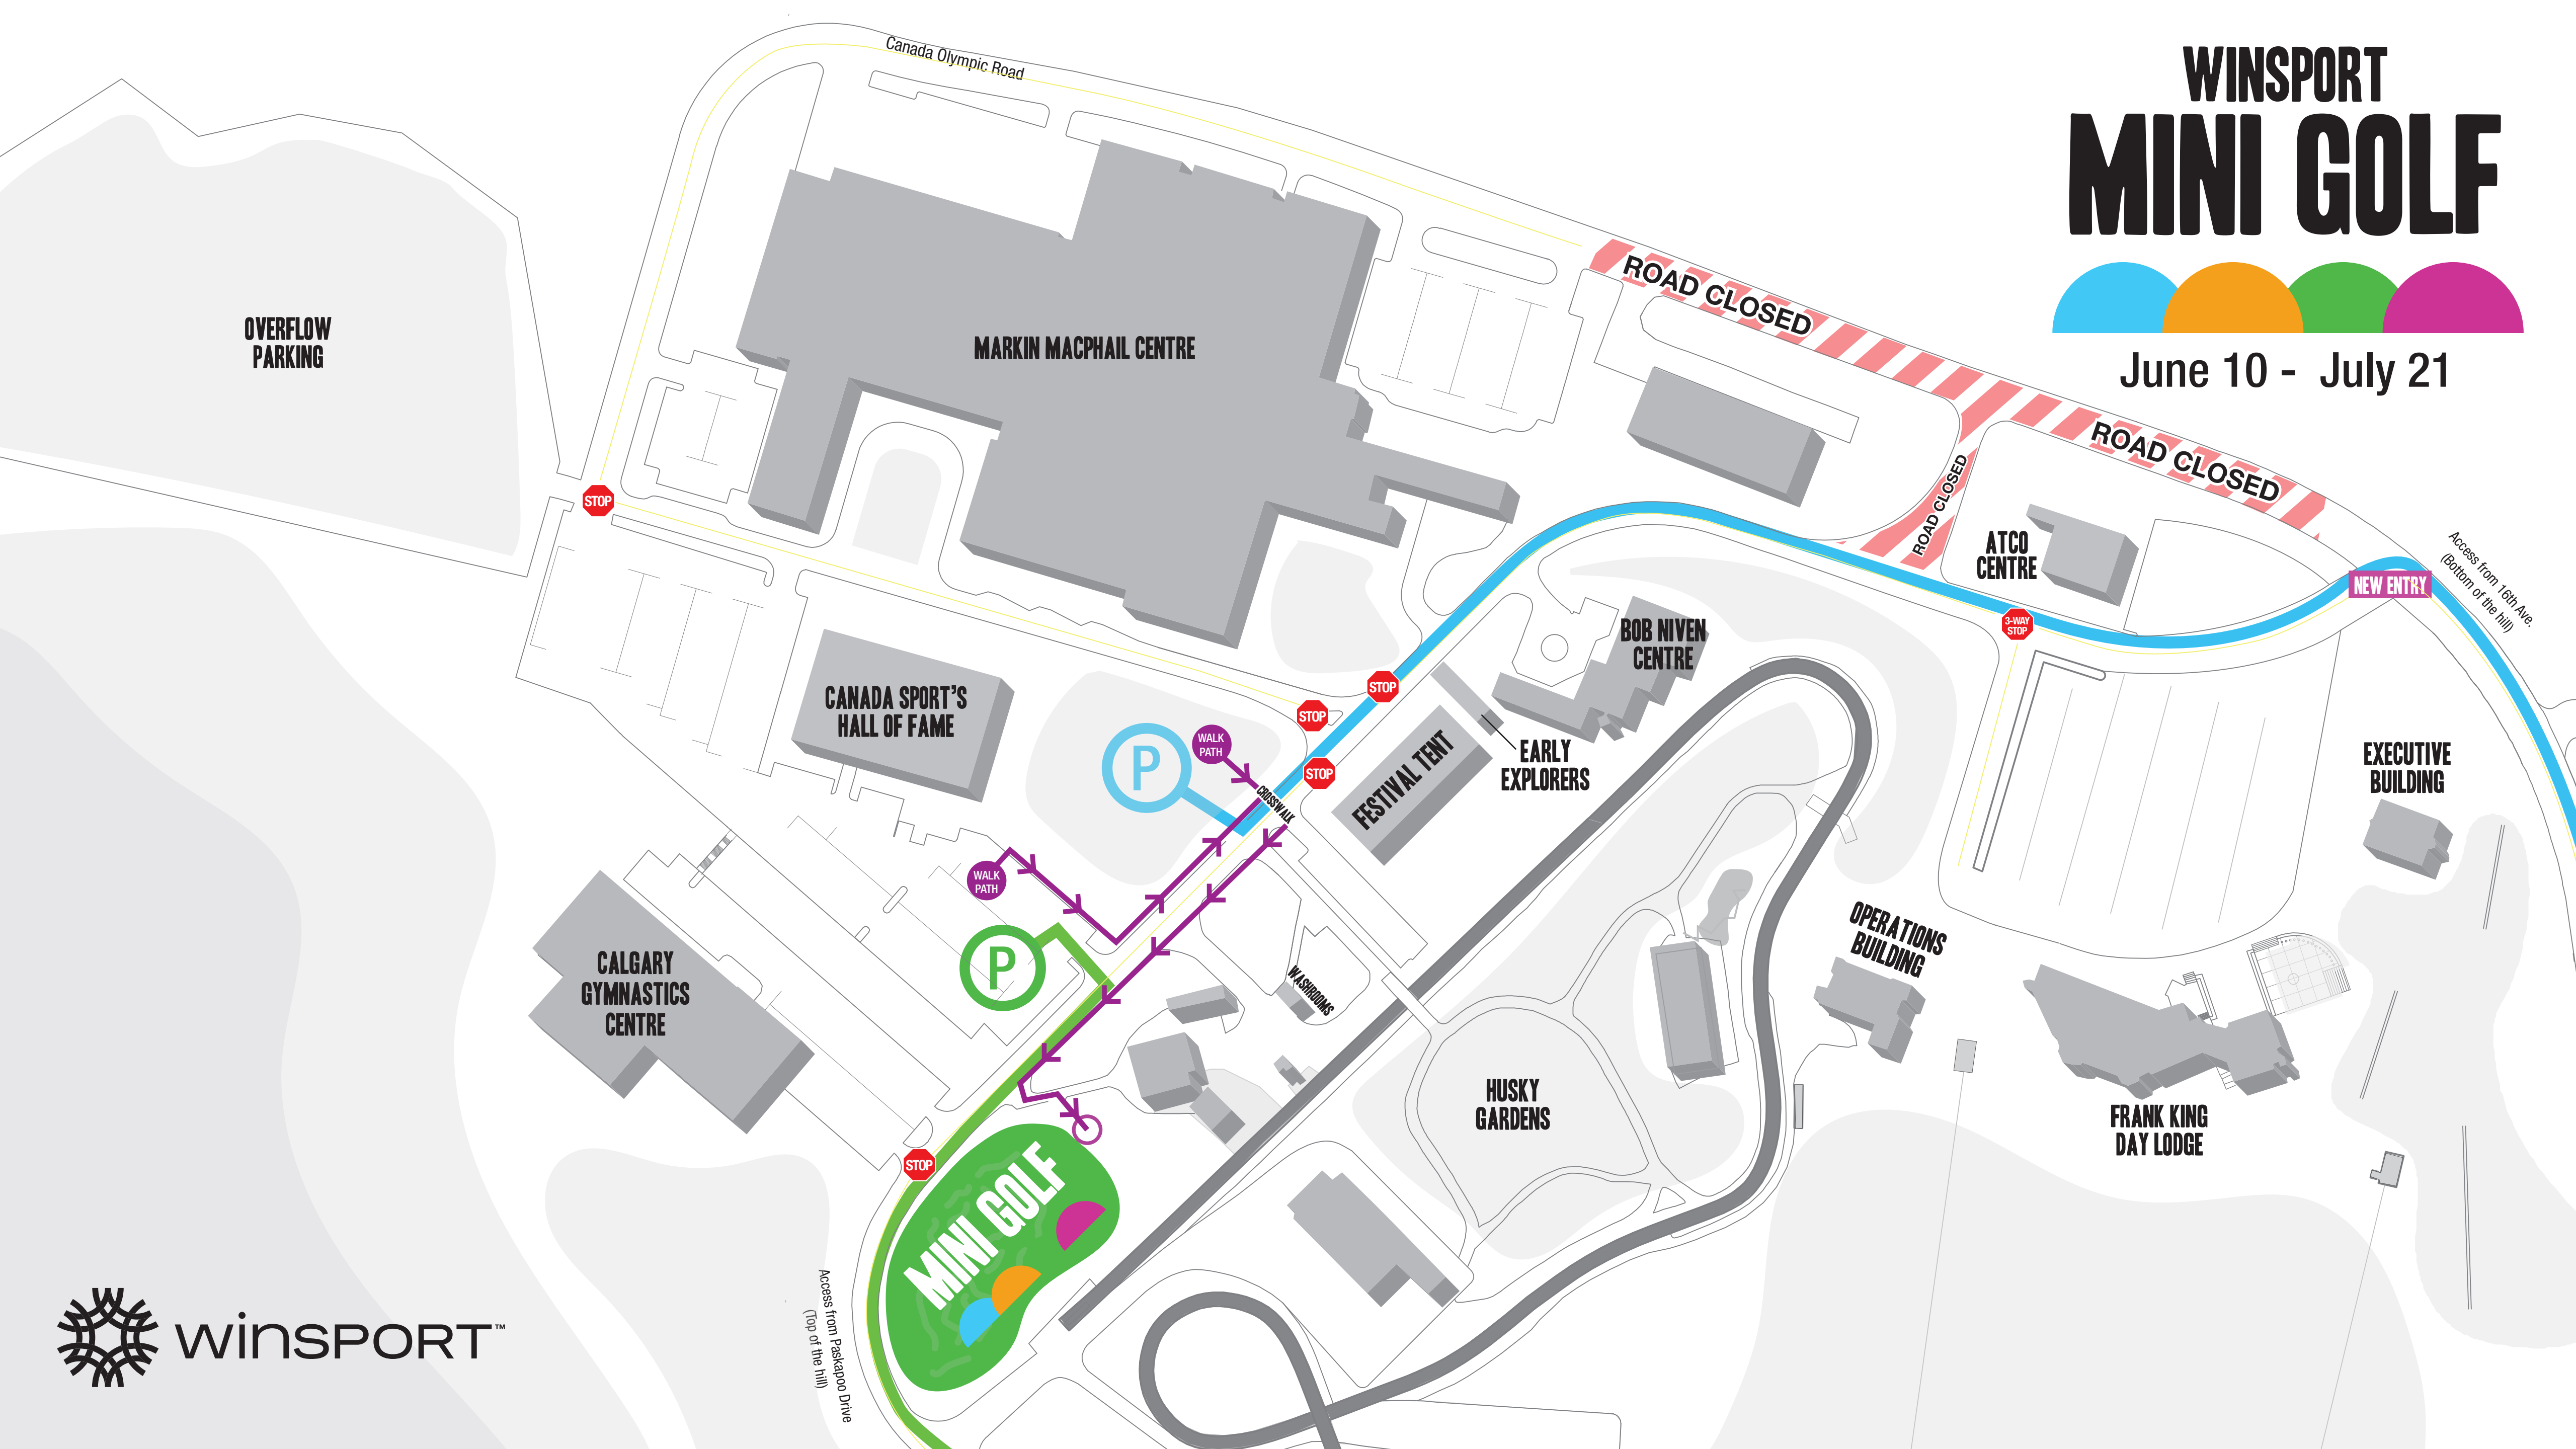 Canada Olympic Road
WINSPORT
MINI GOLF
June 10 - July 21
OVERFLOW
PARKING
MARKIN MACPHAIL CENTRE
ROAD CLOSED
ROAD CLOSED
ROAD CLOSED
STOP
ATCO
CENTRE
Access from 16th Ave.
(Bottom of the hill)
NEW ENTRY
3-WAY
STOP
BOB NIVEN
CENTRE
CANADA SPORT'S
HALL OF FAME
STOP
STOP
STOP
P
WALK
PATH
CROSSWALK
FESTIVAL TENT
EARLY
EXPLORERS
EXECUTIVE
BUILDING
WALK
PATH
P
CALGARY
GYMNASTICS
CENTRE
WASHROOMS
OPERATIONS
BUILDING
HUSKY
GARDENS
FRANK KING
DAY LODGE
STOP
MINI GOLF
Access from Paskapoo Drive
(Top of the hill)
WINSPORT™